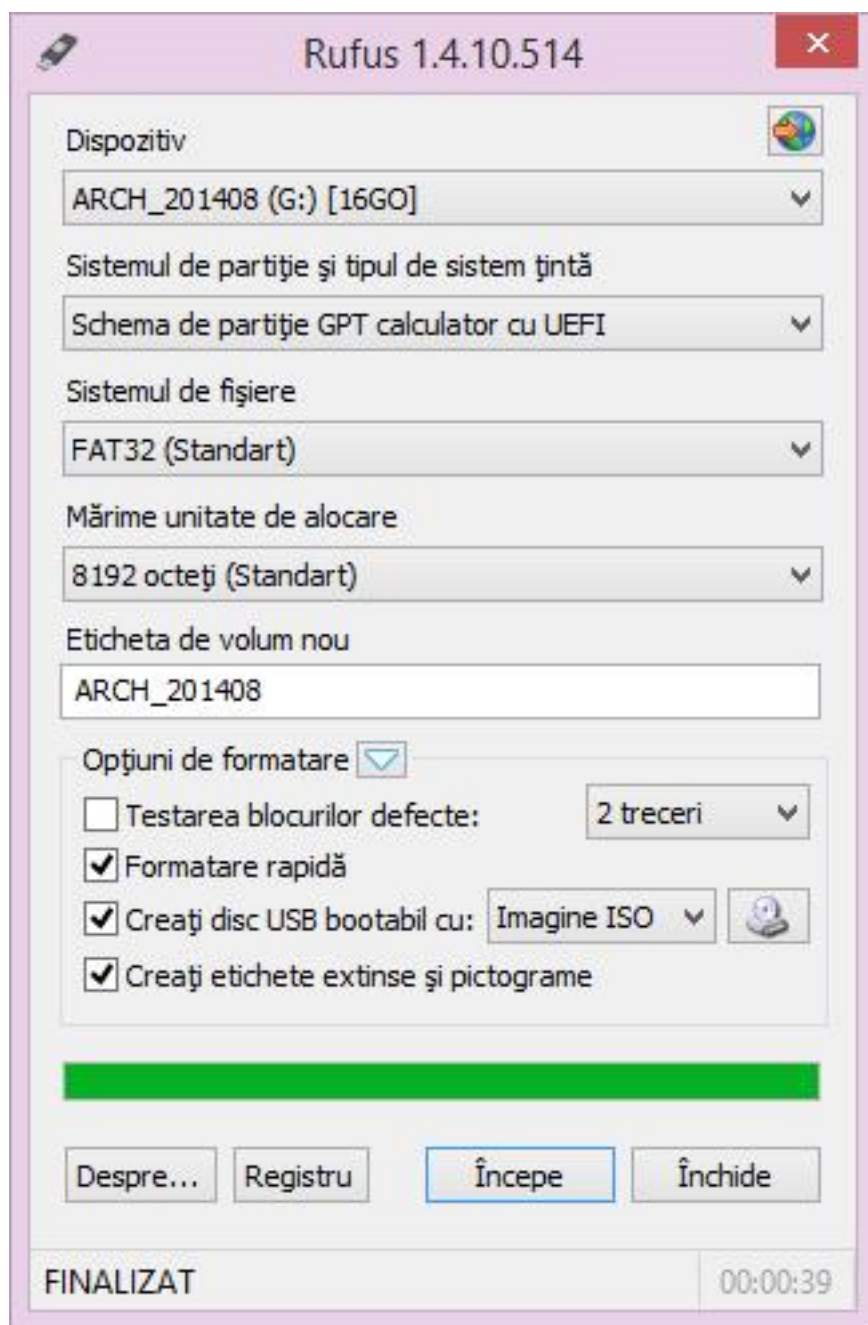 Rufus 1.4.10.514
Dispozitiv
ARCH_201408 (G:) [16GO]
Sistemul de partiţie şi tipul de sistem ţintă
Schema de partiţie GPT calculator cu UEFI
Sistemul de fişiere
FAT32 (Standart)
Mărime unitate de alocare
8192 octeţi (Standart)
Eticheta de volum nou
ARCH_201408
Opţiuni de formatare
Testarea blocurilor defecte: 2 treceri
Formatare rapidă
Creaţi disc USB bootabil cu: Imagine ISO
Creaţi etichete extinse şi pictograme
Despre... Registru Începe Închide
FINALIZAT 00:00:39